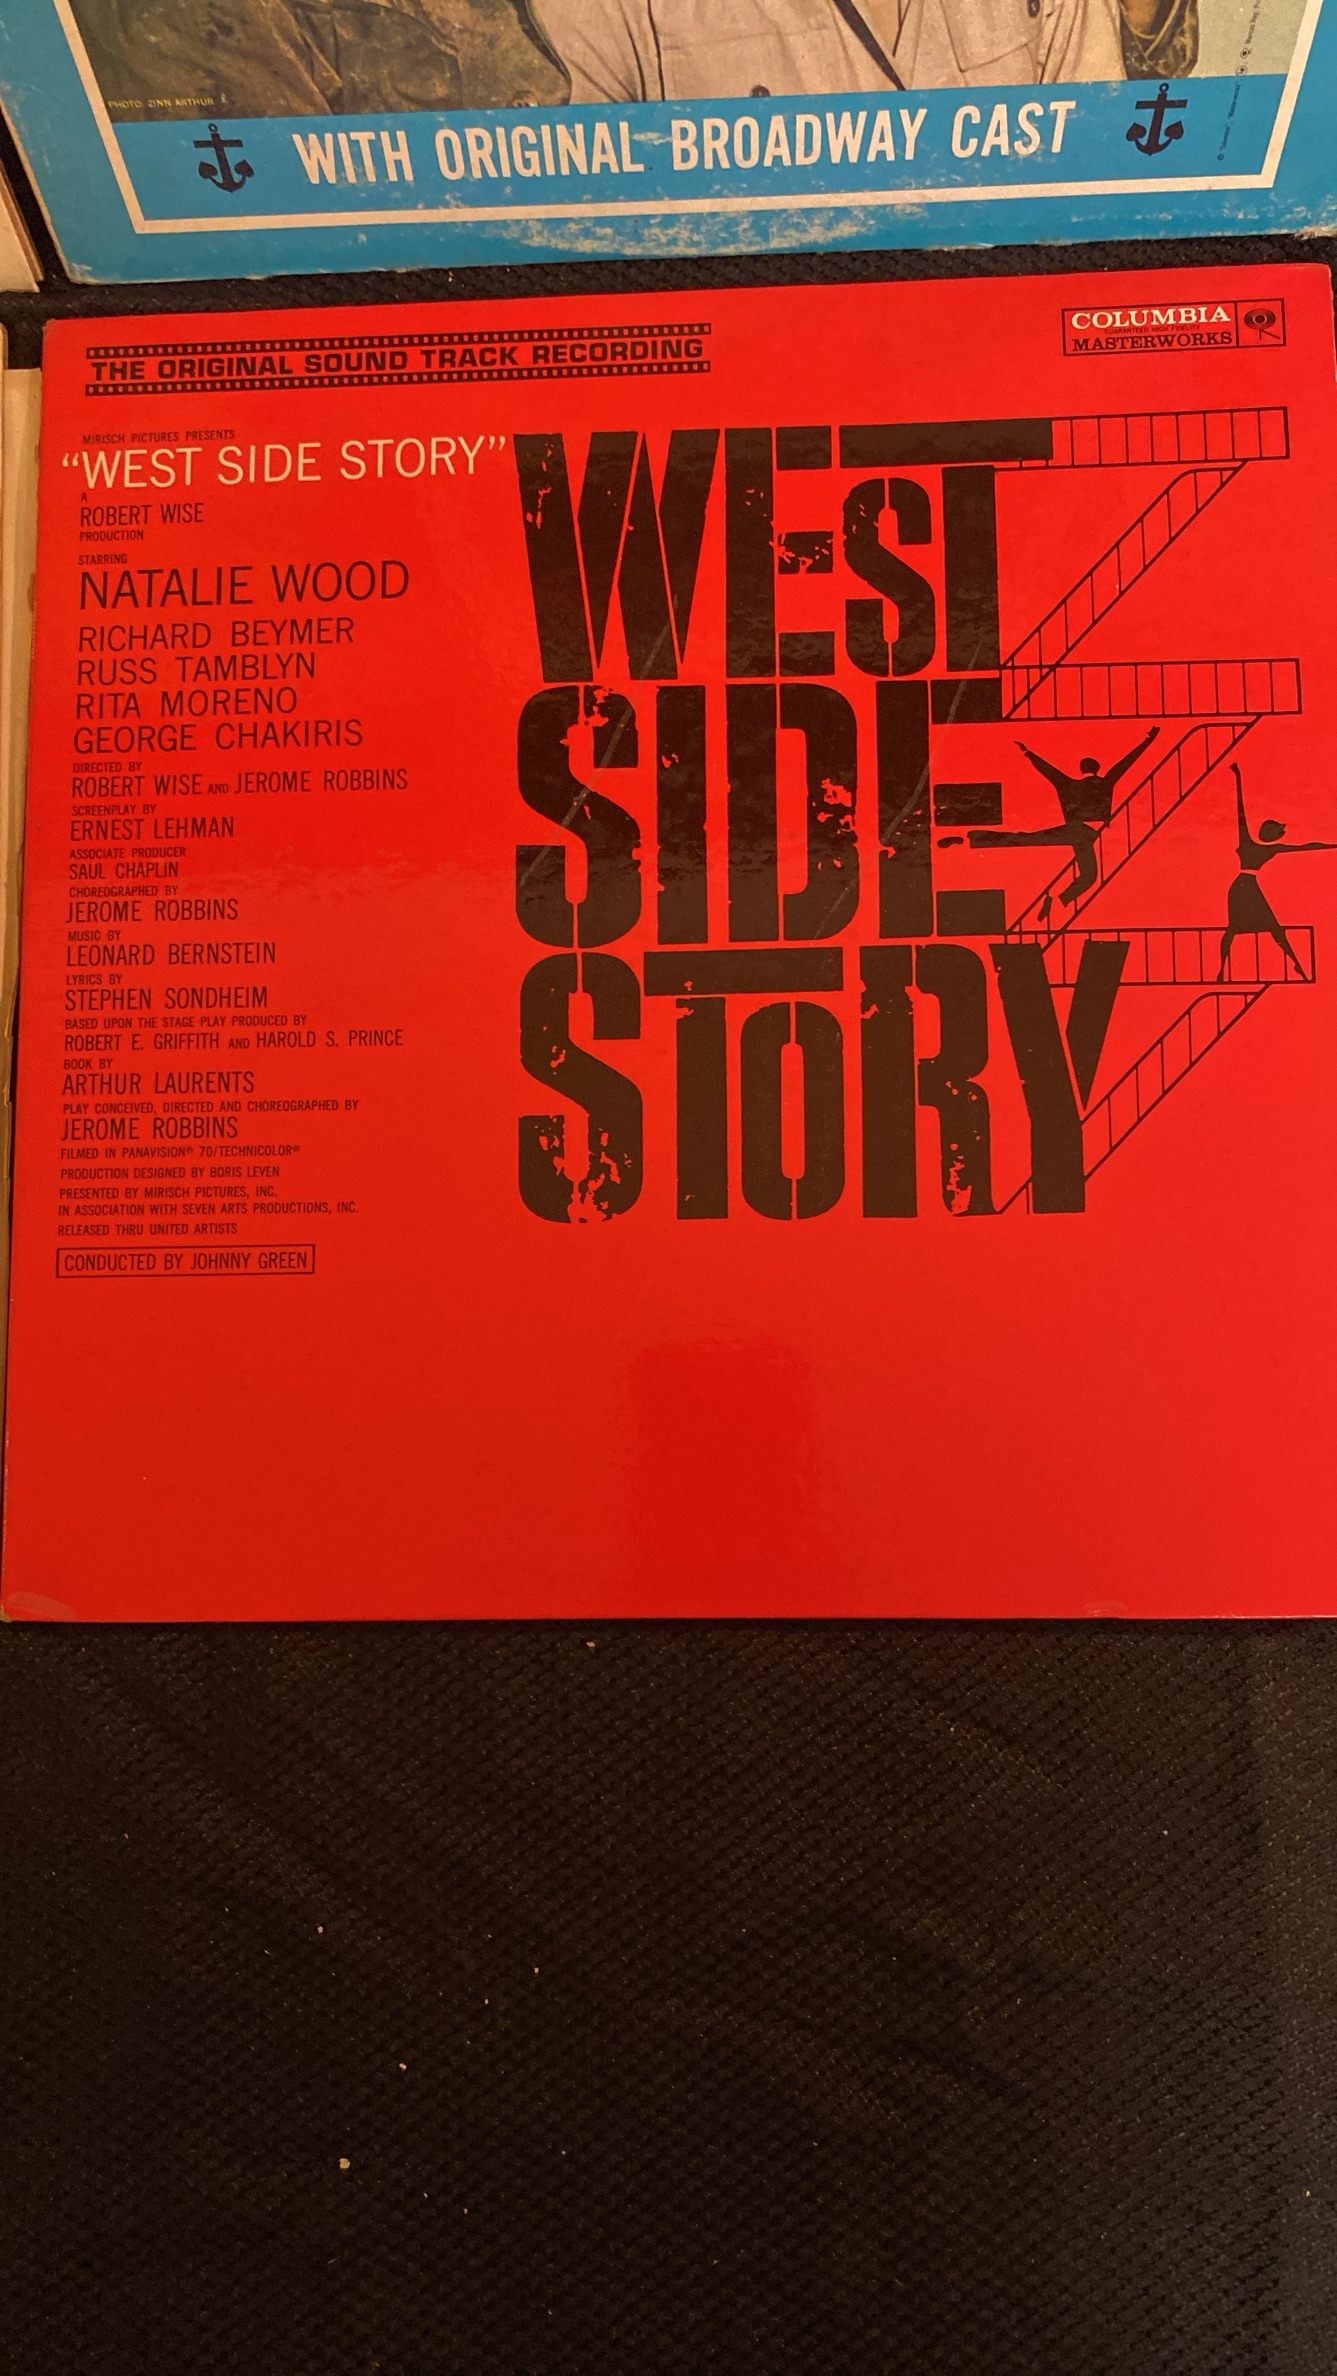 PHOTO: ZINN ARTHUR
WITH ORIGINAL BROADWAY CAST
THE ORIGINAL SOUND TRACK RECORDING
COLUMBIA
GUARANTEED HIGH FIDELITY
MASTERWORKS
MIRISCH PICTURES PRESENTS
“WEST SIDE STORY”
A
ROBERT WISE
PRODUCTION
STARRING
NATALIE WOOD
RICHARD BEYMER
RUSS TAMBLYN
RITA MORENO
GEORGE CHAKIRIS
DIRECTED BY
ROBERT WISE AND JEROME ROBBINS
SCREENPLAY BY
ERNEST LEHMAN
ASSOCIATE PRODUCER
SAUL CHAPLIN
CHOREOGRAPHED BY
JEROME ROBBINS
MUSIC BY
LEONARD BERNSTEIN
LYRICS BY
STEPHEN SONDHEIM
BASED UPON THE STAGE PLAY PRODUCED BY
ROBERT E. GRIFFITH AND HAROLD S. PRINCE
BOOK BY
ARTHUR LAURENTS
PLAY CONCEIVED, DIRECTED AND CHOREOGRAPHED BY
JEROME ROBBINS
FILMED IN PANAVISION® 70/TECHNICOLOR®
PRODUCTION DESIGNED BY BORIS LEVEN
PRESENTED BY MIRISCH PICTURES, INC.
IN ASSOCIATION WITH SEVEN ARTS PRODUCTIONS, INC.
RELEASED THRU UNITED ARTISTS
CONDUCTED BY JOHNNY GREEN
WEST
SIDE
STORY